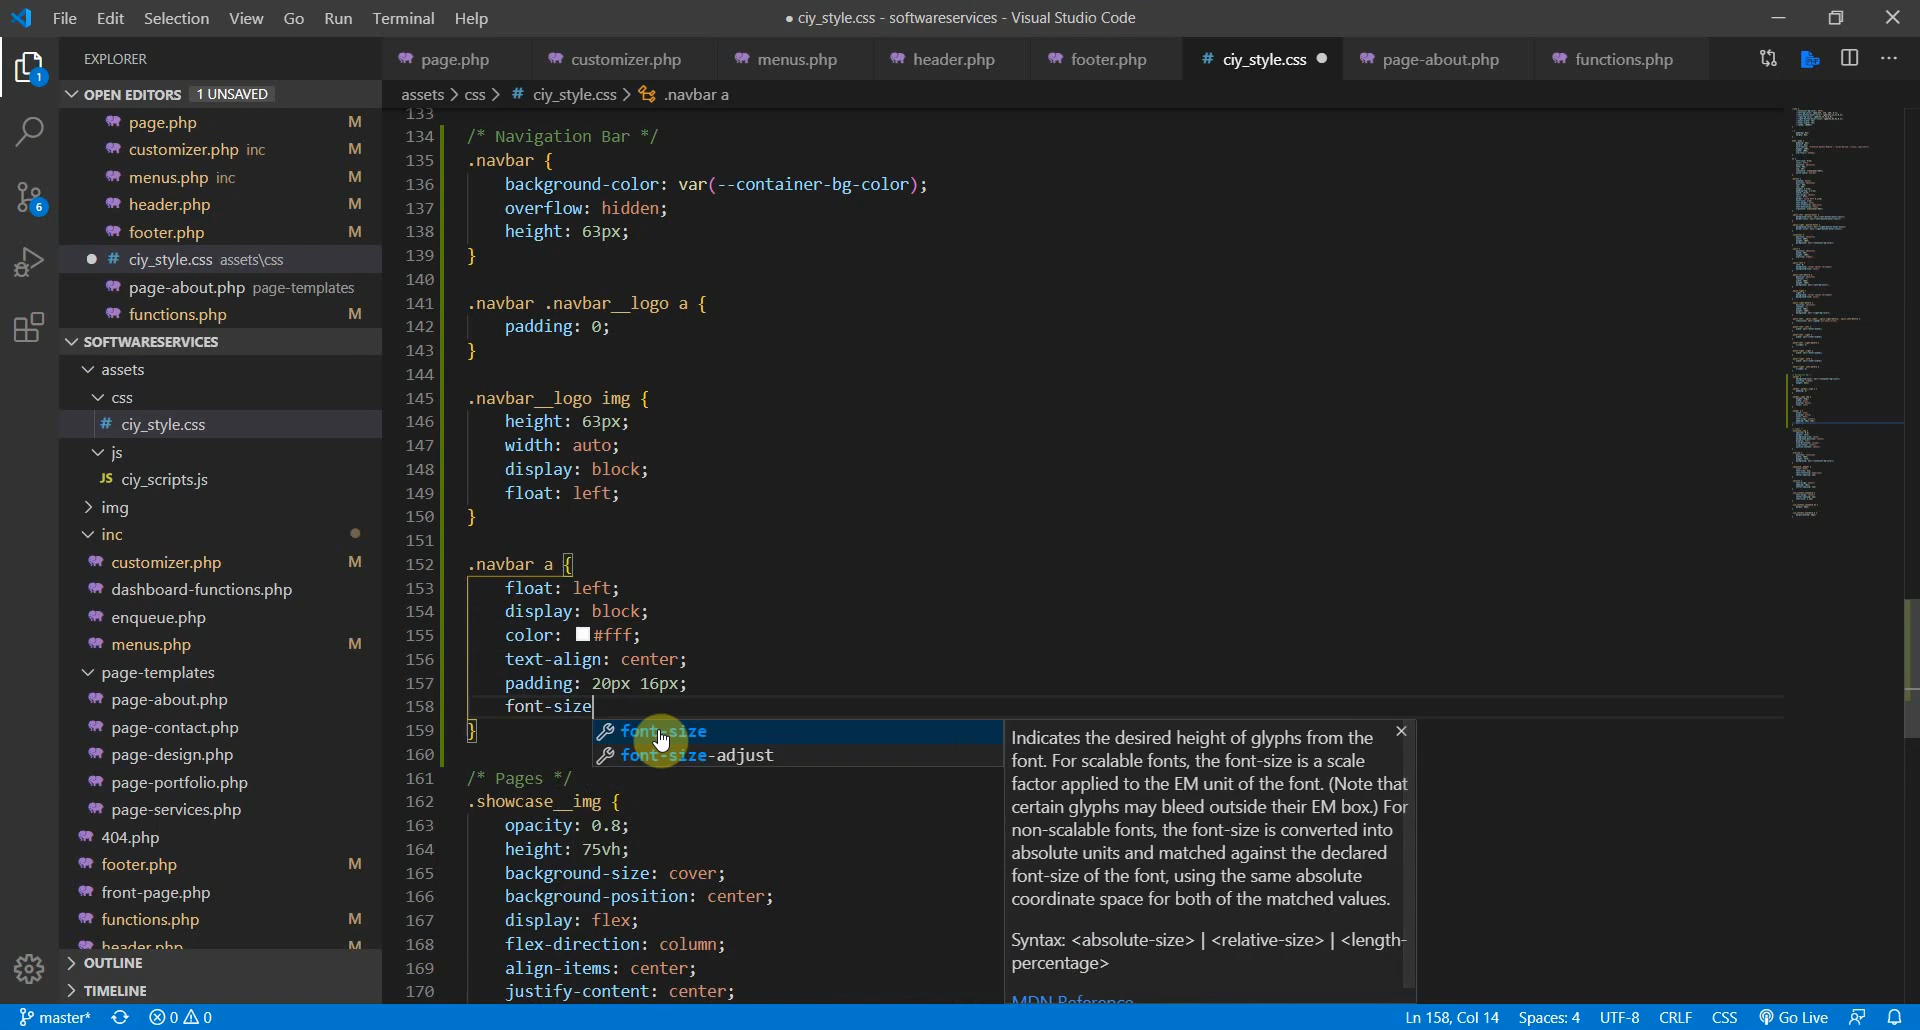 File Edit Selection View Go Run Terminal Help
● ciy_style.css - softwareservices - Visual Studio Code
EXPLORER
page.php customizer.php menus.php header.php footer.php # ciy_style.css page-about.php functions.php
OPEN EDITORS 1 UNSAVED
assets > css > # ciy_style.css > .navbar a
page.php M
customizer.php inc M
menus.php inc M
header.php M
footer.php M
# ciy_style.css assets\css
page-about.php page-templates
functions.php M
SOFTWARESERVICES
assets
css
# ciy_style.css
js
JS ciy_scripts.js
img
inc
customizer.php M
dashboard-functions.php
enqueue.php
menus.php M
page-templates
page-about.php
page-contact.php
page-design.php
page-portfolio.php
page-services.php
404.php
footer.php M
front-page.php
functions.php M
header.php M
OUTLINE
TIMELINE
133
134 /* Navigation Bar */
135 .navbar {
136 background-color: var(--container-bg-color);
137 overflow: hidden;
138 height: 63px;
139 }
140
141 .navbar .navbar__logo a {
142 padding: 0;
143 }
144
145 .navbar__logo img {
146 height: 63px;
147 width: auto;
148 display: block;
149 float: left;
150 }
151
152 .navbar a {
153 float: left;
154 display: block;
155 color: #fff;
156 text-align: center;
157 padding: 20px 16px;
158 font-size
159 }
160
161 /* Pages */
162 .showcase__img {
163 opacity: 0.8;
164 height: 75vh;
165 background-size: cover;
166 background-position: center;
167 display: flex;
168 flex-direction: column;
169 align-items: center;
170 justify-content: center;
font-size
font-size-adjust
Indicates the desired height of glyphs from the
font. For scalable fonts, the font-size is a scale
factor applied to the EM unit of the font. (Note that
certain glyphs may bleed outside their EM box.) For
non-scalable fonts, the font-size is converted into
absolute units and matched against the declared
font-size of the font, using the same absolute
coordinate space for both of the matched values.
Syntax: <absolute-size> | <relative-size> | <length-
percentage>
MDN Reference
1
6
master* 0 0
Ln 158, Col 14 Spaces: 4 UTF-8 CRLF CSS Go Live